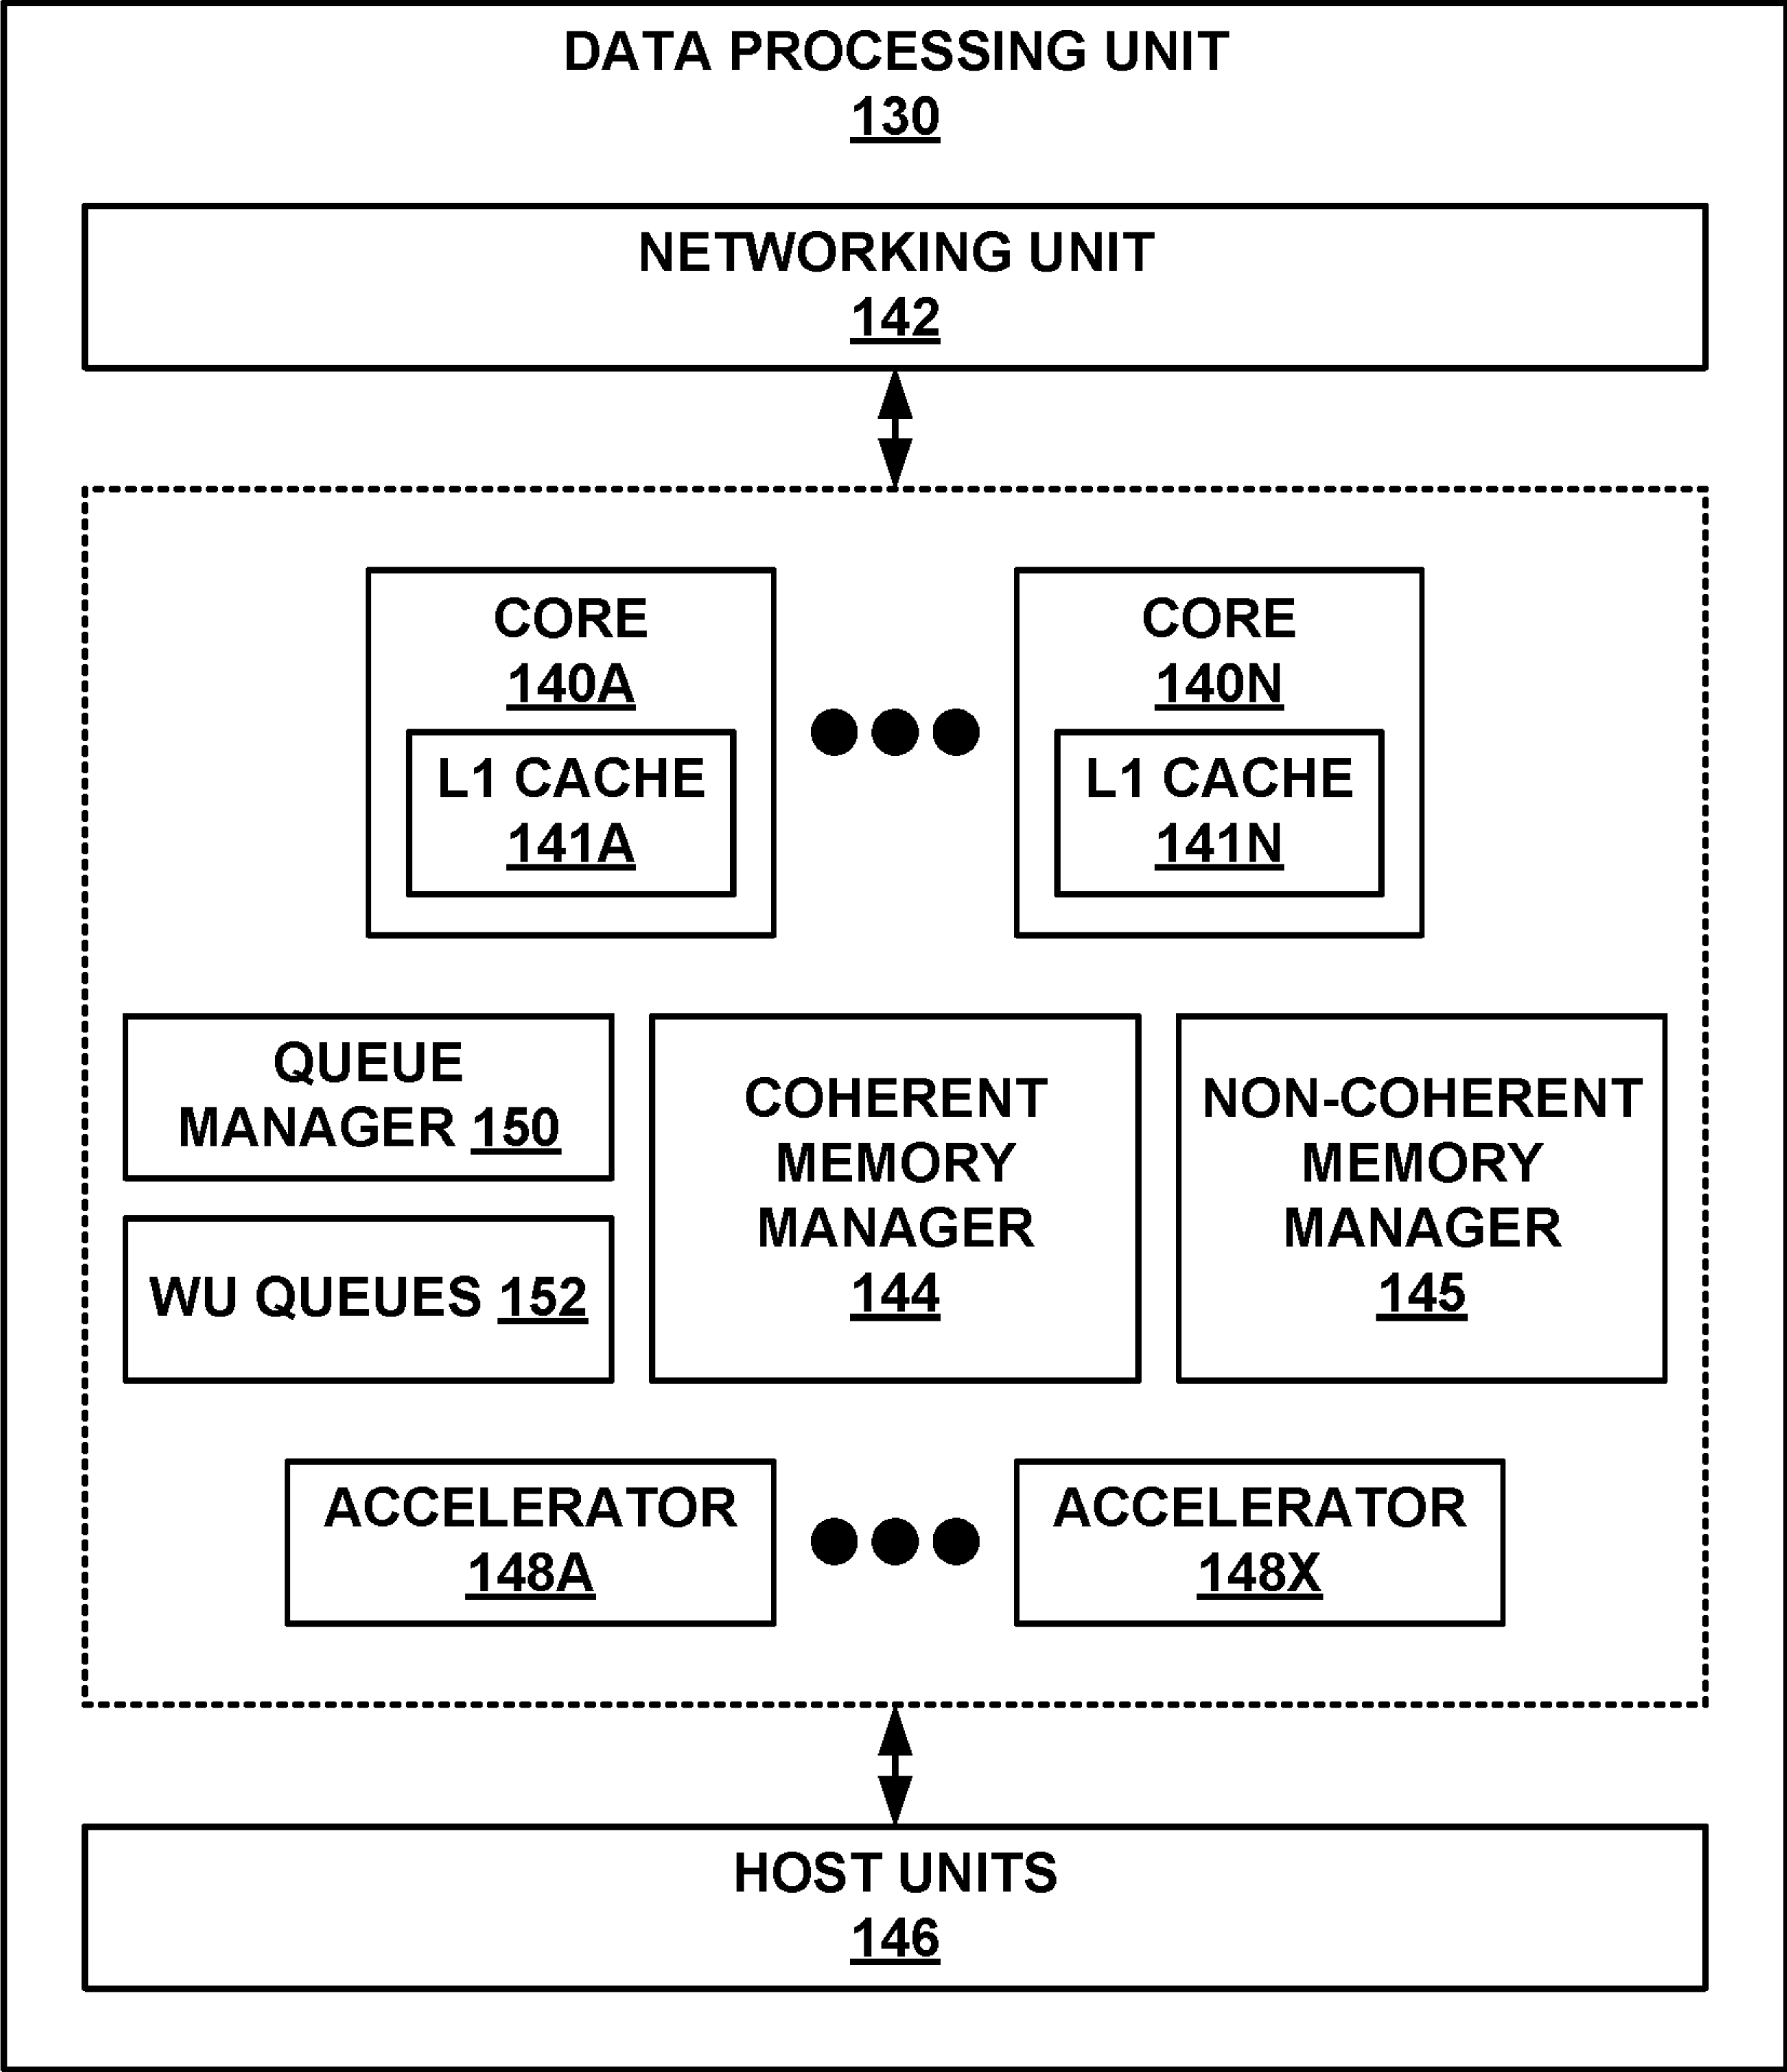 DATA PROCESSING UNIT
130
NETWORKING UNIT
142
CORE
140A
L1 CACHE
141A
CORE
140N
L1 CACHE
141N
QUEUE
MANAGER 150
WU QUEUES 152
COHERENT
MEMORY
MANAGER
144
NON-COHERENT
MEMORY
MANAGER
145
ACCELERATOR
148A
ACCELERATOR
148X
HOST UNITS
146